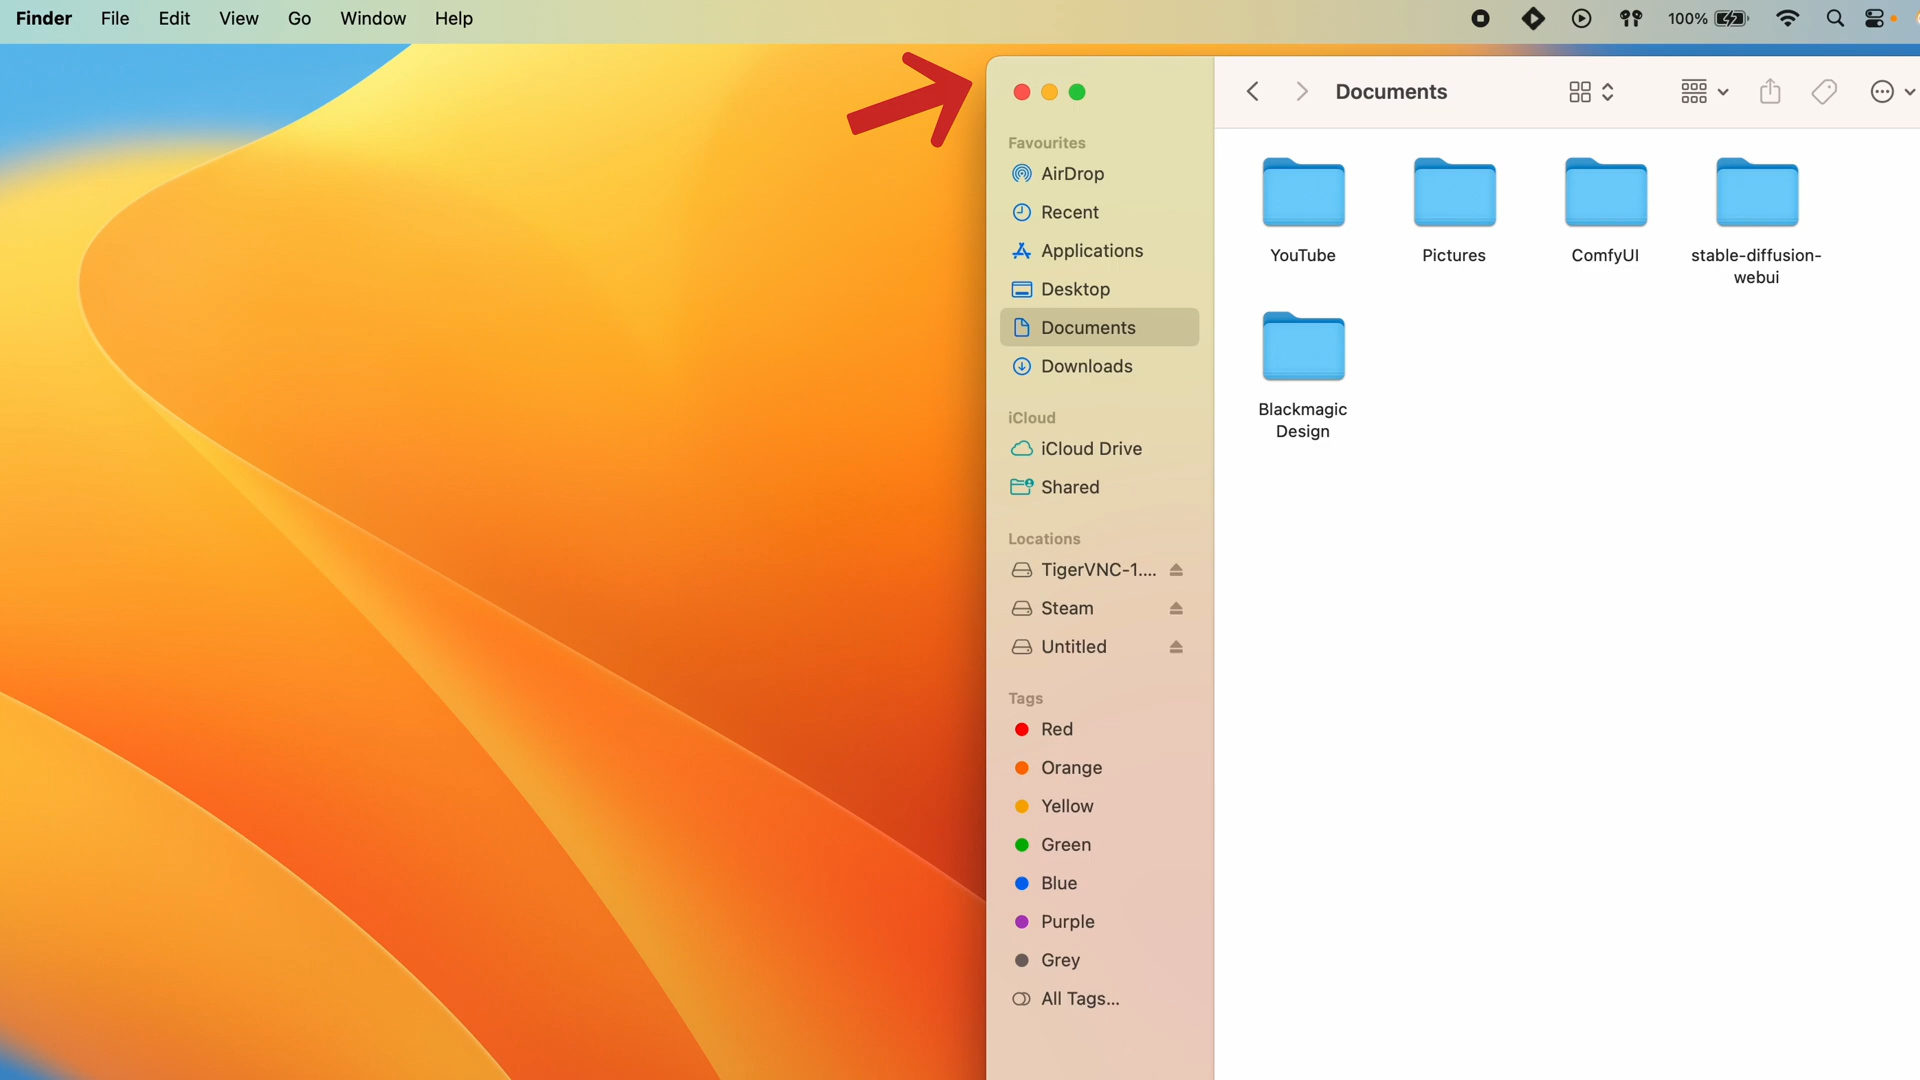 Finder File Edit View Go Window Help 100%
Documents
Favourites
AirDrop
Recent
Applications
Desktop
Documents
Downloads
iCloud
iCloud Drive
Shared
Locations
TigerVNC-1....
Steam
Untitled
Tags
Red
Orange
Yellow
Green
Blue
Purple
Grey
All Tags...
YouTube
Pictures
ComfyUI
stable-diffusion-
webui
Blackmagic
Design